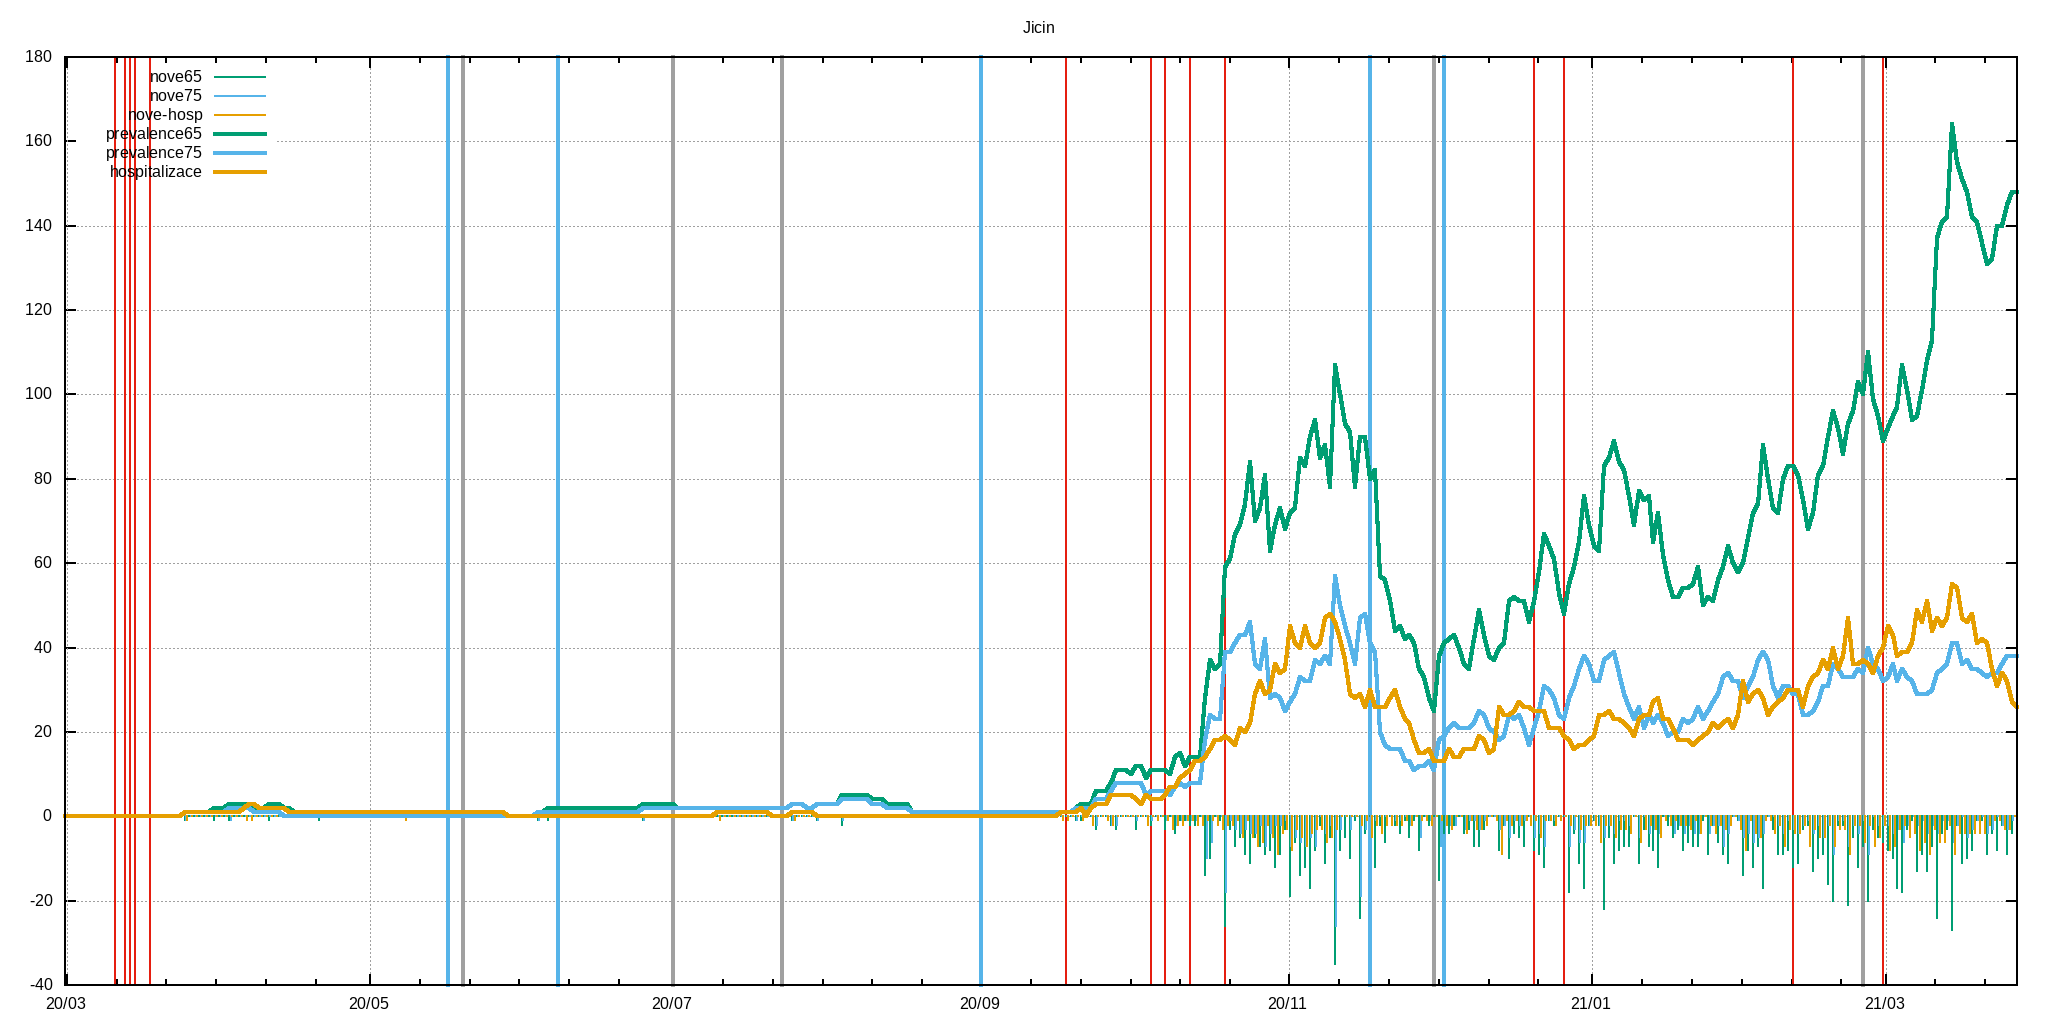 Jicin
180
160
140
120
100
80
60
40
20
0
-20
-40
nove65
nove75
nove-hosp
prevalence65
prevalence75
hospitalizace
20/03 20/05 20/07 20/09 20/11 21/01 21/03